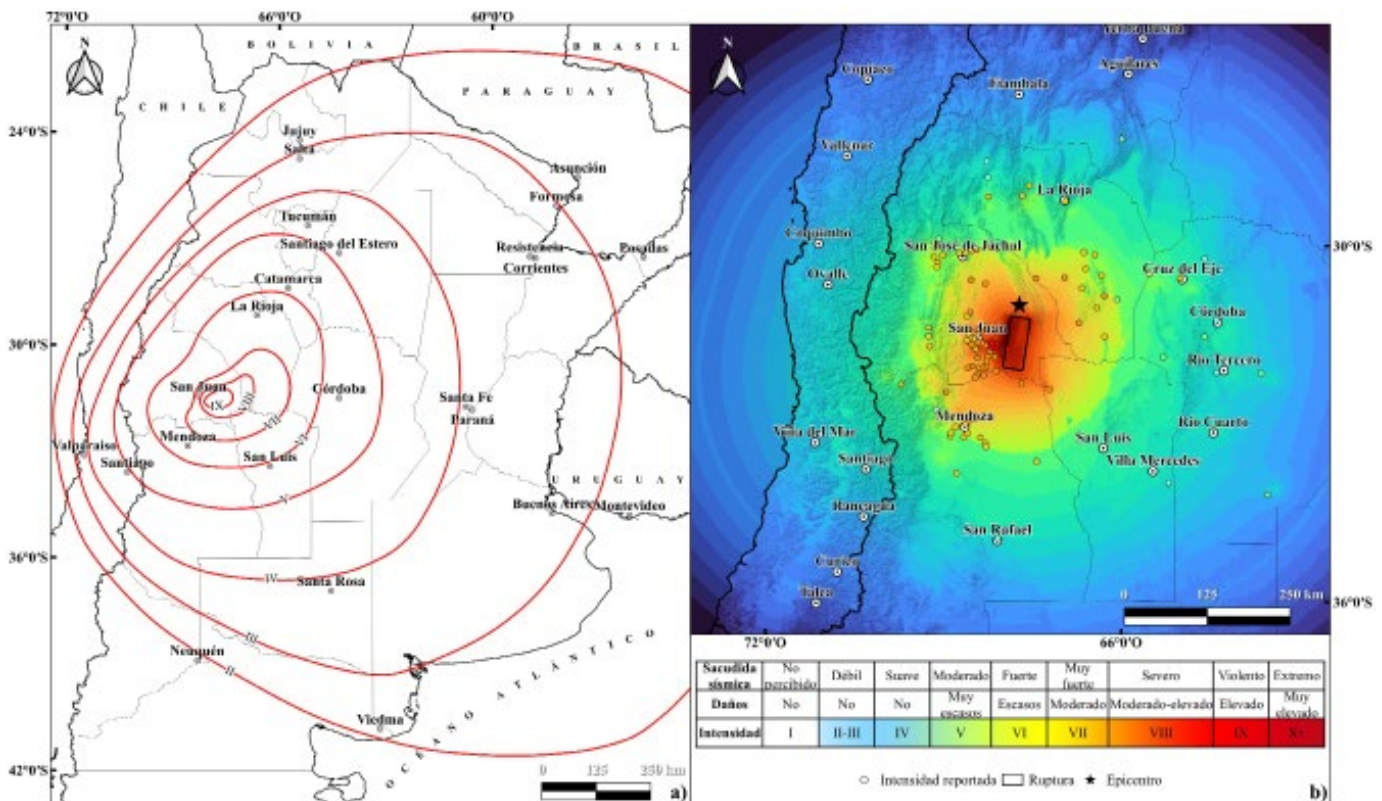 72°0'O 66°0'O 60°0'O
N
BOLIVIA
BRASIL
PARAGUAY
CHILE
24°0'S
Jujuy
Salta
Asunción
Formosa
Tucumán
Santiago del Estero
Resistencia
Corrientes
Posadas
Catamarca
La Rioja
30°0'S
San Juan
IX
VIII
VII
VI
Córdoba
Santa Fe
Paraná
Mendoza
Valparaíso
Santiago
San Luis
V
URUGUAY
Buenos Aires
Montevideo
36°0'S
IV
Santa Rosa
III
Neuquén
II
Viedma
OCEANO ATLÁNTICO
42°0'S
0 125 250 km
a)
N
Yerba Buena
Aguilares
Copiapo
Fiambala
Vallenar
La Rioja
Coquimbo
San José de Jáchal
30°0'S
Ovalle
Cruz del Eje
San Juan
Córdoba
Río Tercero
Mendoza
Viña del Mar
San Luis
Río Cuarto
Santiago
Villa Mercedes
Rancagua
San Rafael
Curicó
Talca
36°0'S
0 125 250 km
72°0'O 66°0'O
Sacudida sísmica No percibido Débil Suave Moderado Fuerte Muy fuerte Severo Violento Extremo
Daños No No No Muy escasos Escasos Moderado Moderado-elevado Elevado Muy elevado
Intensidad I II-III IV V VI VII VIII IX X+
Intensidad reportada Ruptura Epicentro
b)